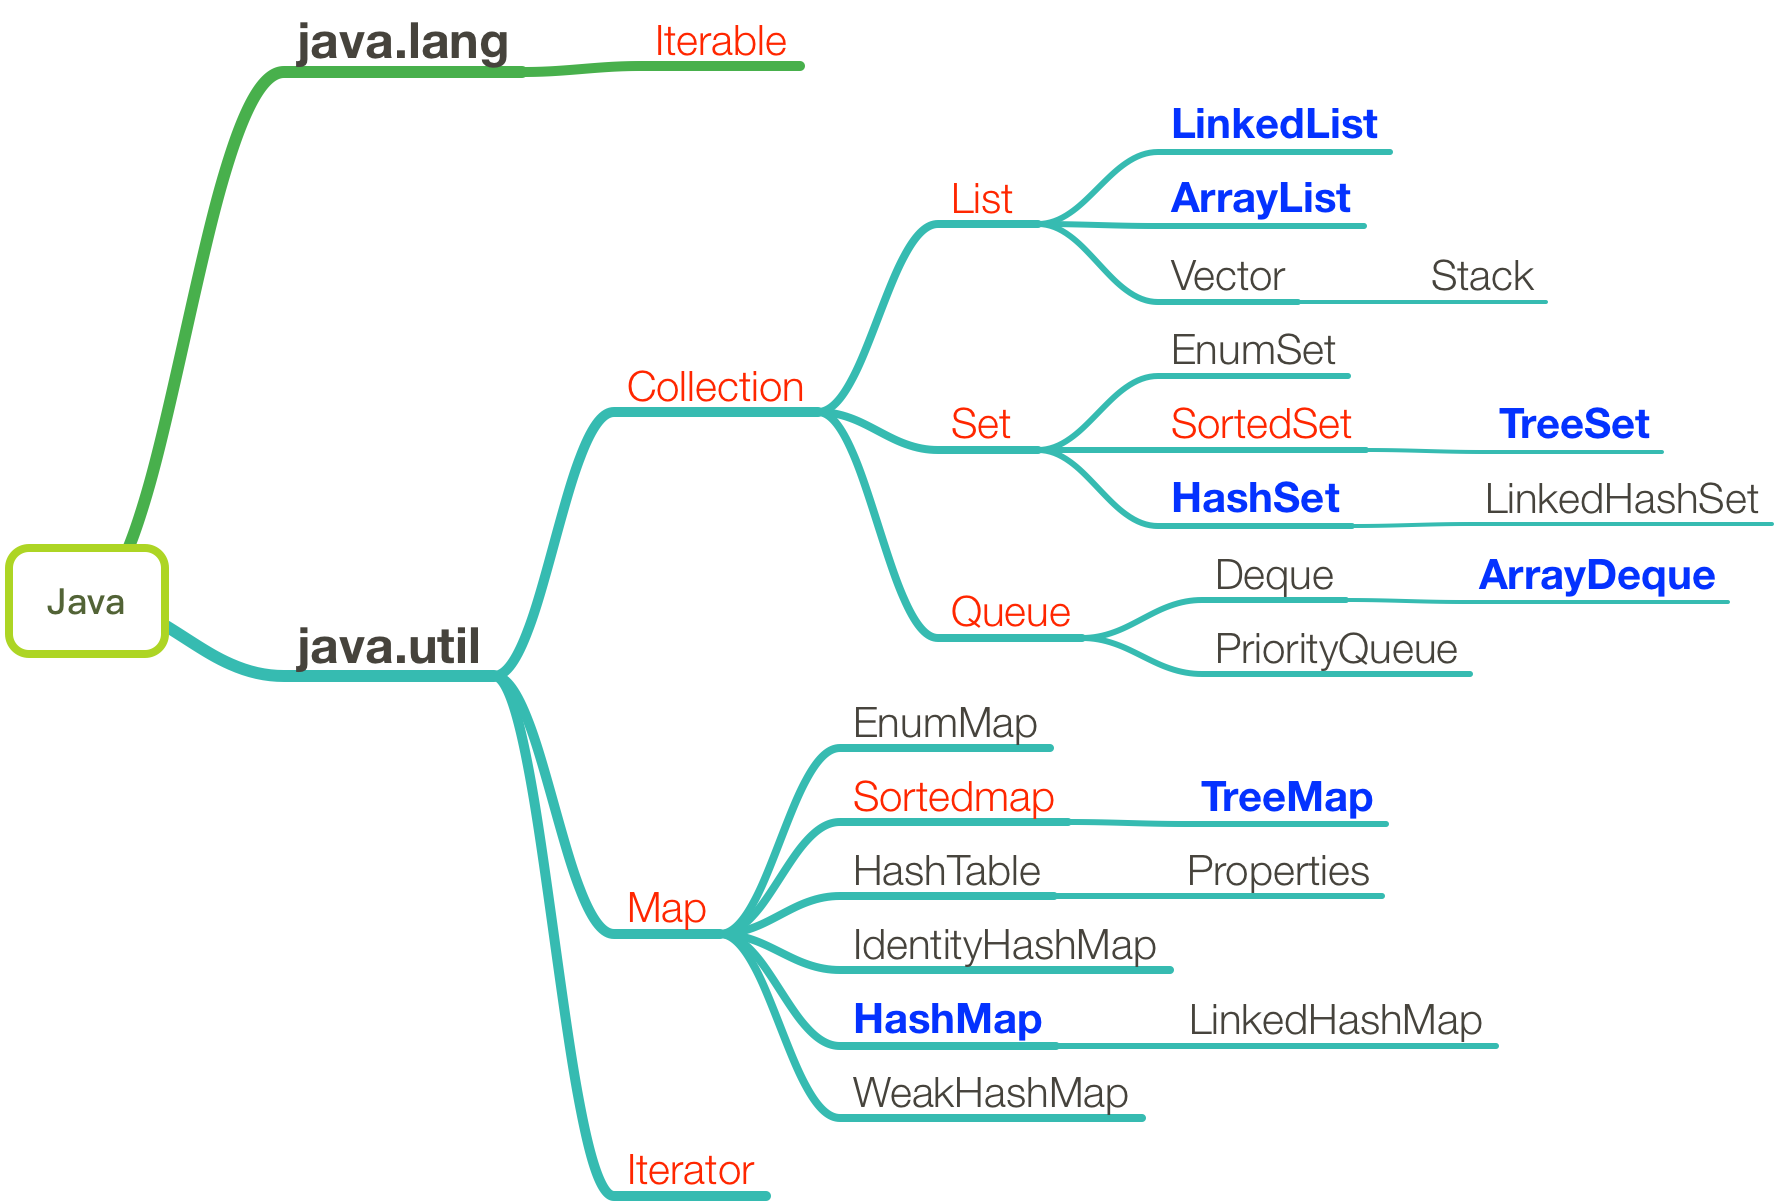 java.lang
Iterable
LinkedList
List
ArrayList
Vector
Stack
EnumSet
Collection
Set
SortedSet
TreeSet
HashSet
LinkedHashSet
Java
Queue
Deque
ArrayDeque
java.util
PriorityQueue
EnumMap
Sortedmap
TreeMap
HashTable
Properties
Map
IdentityHashMap
HashMap
LinkedHashMap
WeakHashMap
Iterator